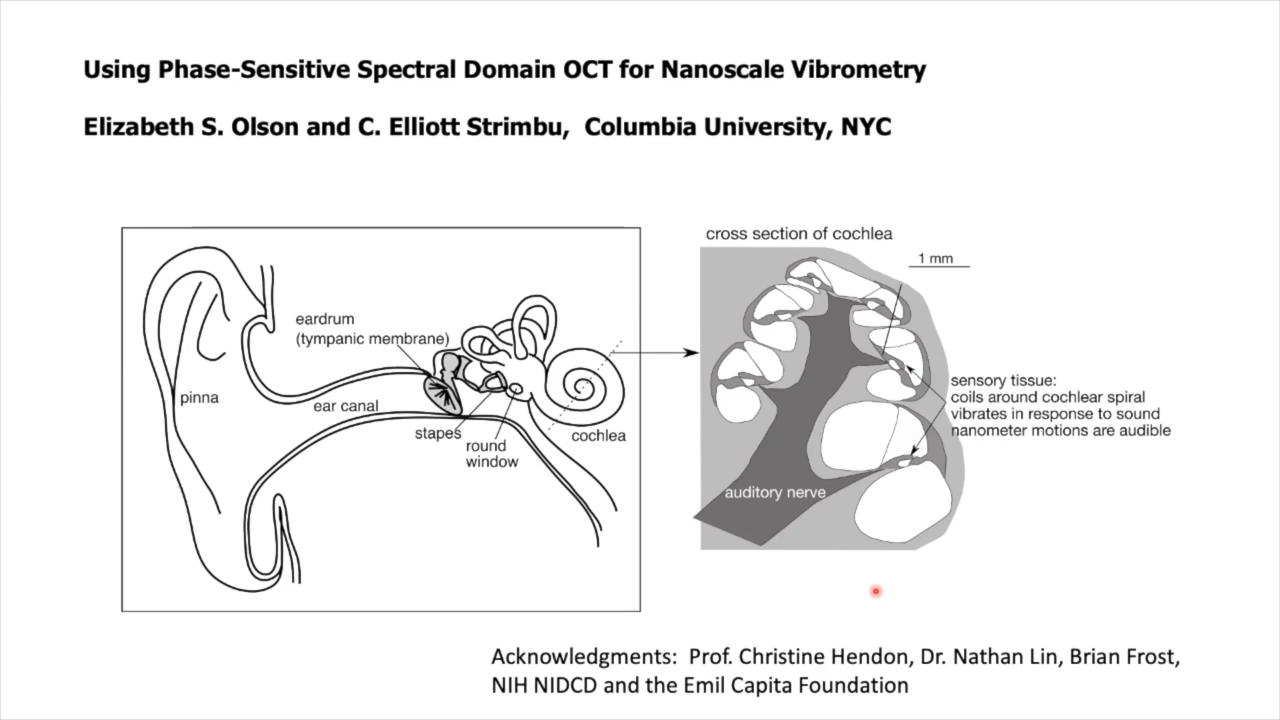 Using Phase-Sensitive Spectral Domain OCT for Nanoscale Vibrometry
Elizabeth S. Olson and C. Elliott Strimbu, Columbia University, NYC
eardrum
(tympanic membrane)
pinna
ear canal
stapes
round
window
cochlea
cross section of cochlea
1 mm
sensory tissue:
coils around cochlear spiral
vibrates in response to sound
nanometer motions are audible
auditory nerve
Acknowledgments: Prof. Christine Hendon, Dr. Nathan Lin, Brian Frost,
NIH NIDCD and the Emil Capita Foundation